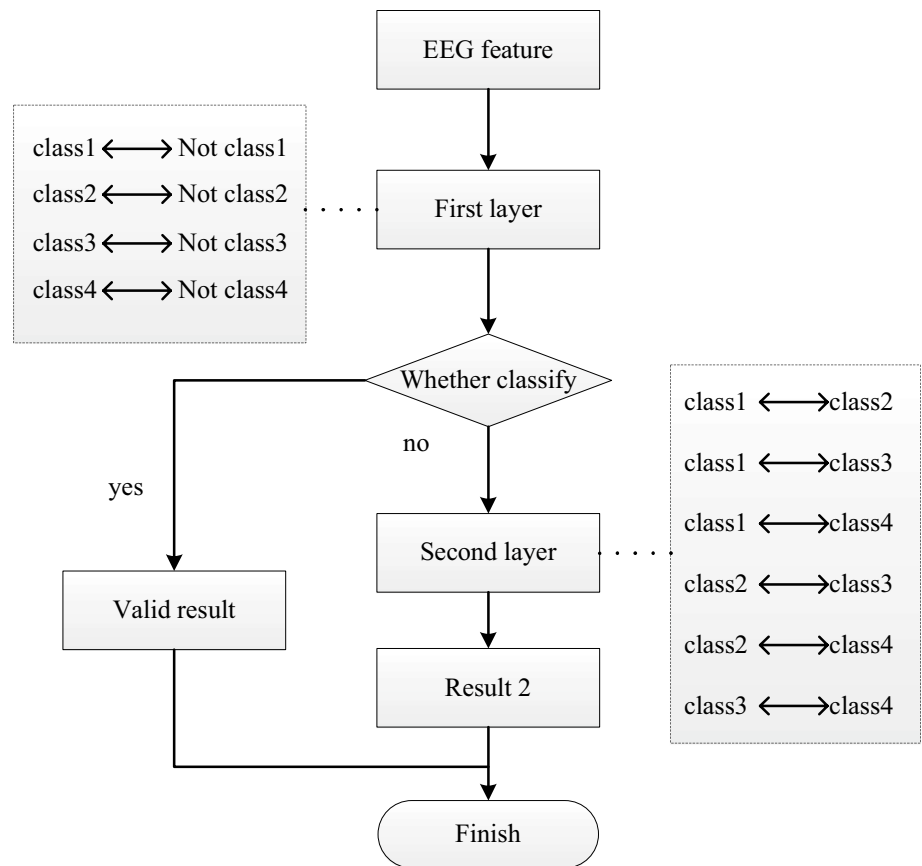 EEG feature
class1 Not class1
class2 Not class2
class3 Not class3
class4 Not class4
First layer
Whether classify
yes
no
class1 class2
class1 class3
class1 class4
class2 class3
class2 class4
class3 class4
Second layer
Valid result
Result 2
Finish